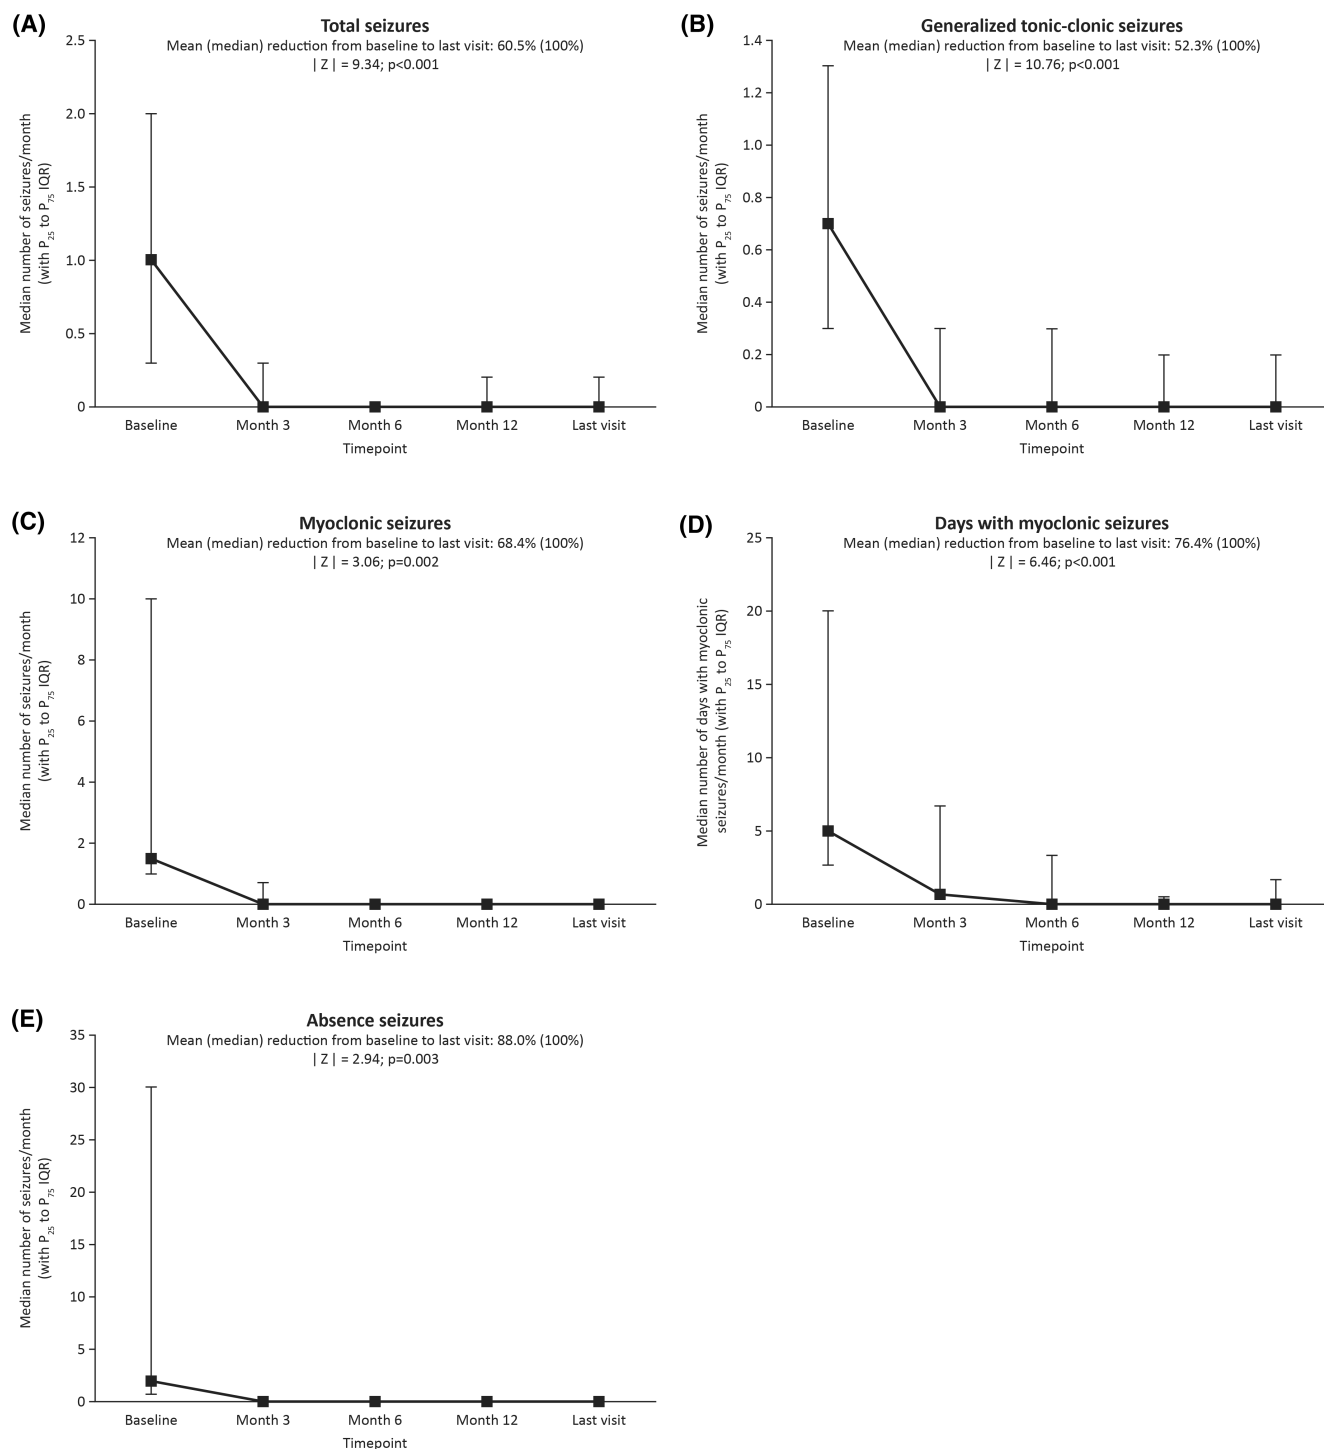 (A)
Total seizures
Mean (median) reduction from baseline to last visit: 60.5% (100%)
| Z | = 9.34; p<0.001
Median number of seizures/month
(with P25 to P75 IQR)
2.5
2.0
1.5
1.0
0.5
0
Baseline Month 3 Month 6 Month 12 Last visit
Timepoint
(B)
Generalized tonic-clonic seizures
Mean (median) reduction from baseline to last visit: 52.3% (100%)
| Z | = 10.76; p<0.001
Median number of seizures/month
(with P25 to P75 IQR)
1.4
1.2
1.0
0.8
0.6
0.4
0.2
0
Baseline Month 3 Month 6 Month 12 Last visit
Timepoint
(C)
Myoclonic seizures
Mean (median) reduction from baseline to last visit: 68.4% (100%)
| Z | = 3.06; p=0.002
Median number of seizures/month
(with P25 to P75 IQR)
12
10
8
6
4
2
0
Baseline Month 3 Month 6 Month 12 Last visit
Timepoint
(D)
Days with myoclonic seizures
Mean (median) reduction from baseline to last visit: 76.4% (100%)
| Z | = 6.46; p<0.001
Median number of days with myoclonic
seizures/month (with P25 to P75 IQR)
25
20
15
10
5
0
Baseline Month 3 Month 6 Month 12 Last visit
Timepoint
(E)
Absence seizures
Mean (median) reduction from baseline to last visit: 88.0% (100%)
| Z | = 2.94; p=0.003
Median number of seizures/month
(with P25 to P75 IQR)
35
30
25
20
15
10
5
0
Baseline Month 3 Month 6 Month 12 Last visit
Timepoint